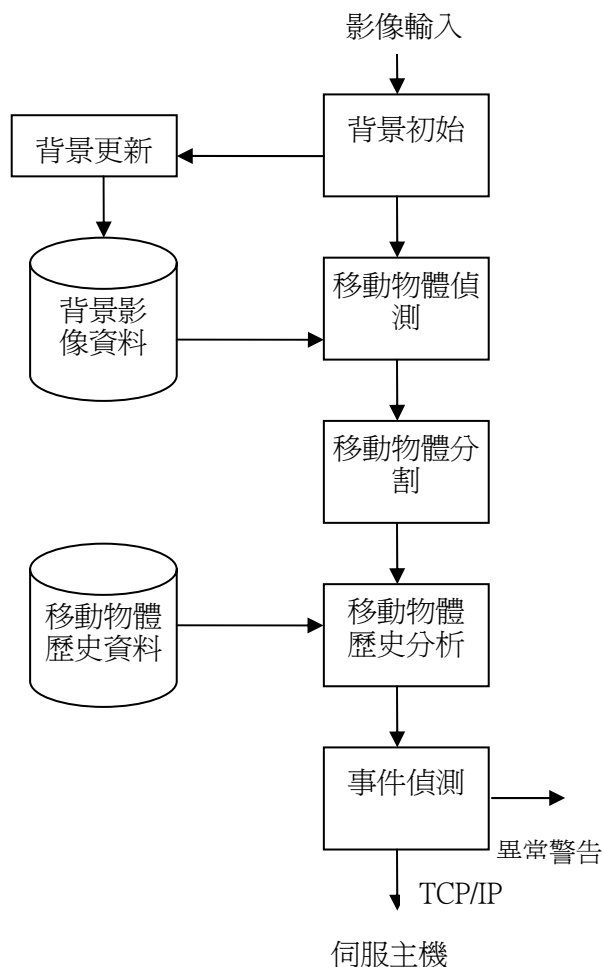 影像輸入
背景初始
背景更新
移動物體偵
測
背景影
像資料
移動物體分
割
移動物體
歷史資料
移動物體
歷史分析
事件偵測
異常警告
TCP/IP
伺服主機